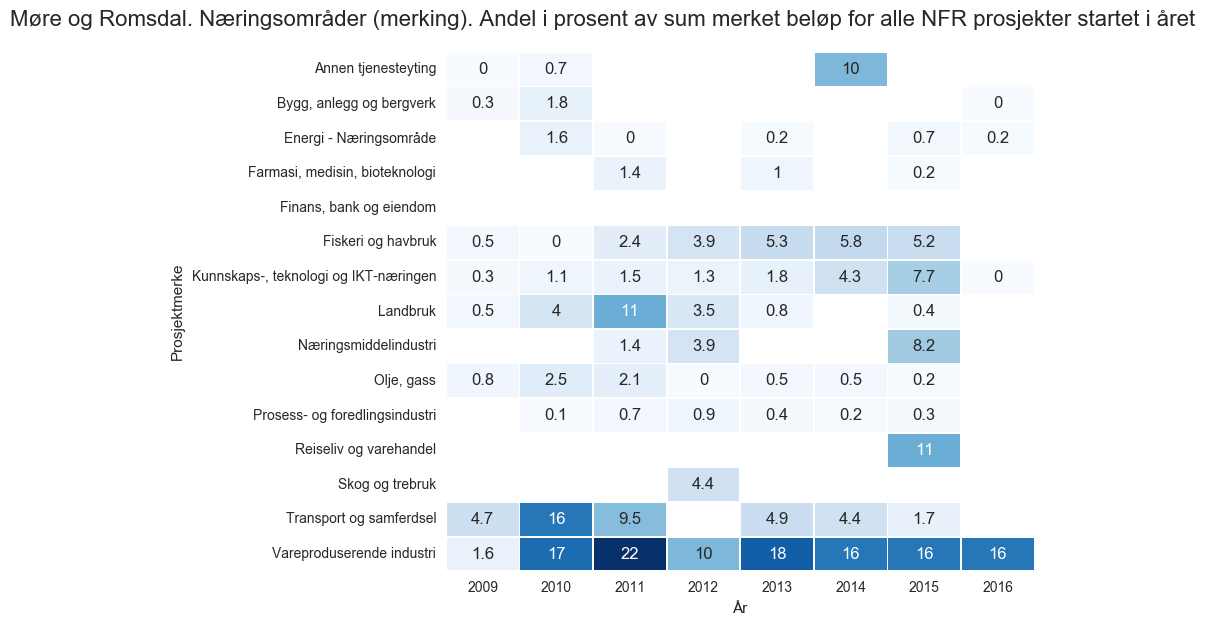 Møre og Romsdal. Næringsområder (merking). Andel i prosent av sum merket beløp for alle NFR prosjekter startet i året
Annen tjenesteyting 0 0.7 10
Bygg, anlegg og bergverk 0.3 1.8 0
Energi - Næringsområde 1.6 0 0.2 0.7 0.2
Farmasi, medisin, bioteknologi 1.4 1 0.2
Finans, bank og eiendom
Fiskeri og havbruk 0.5 0 2.4 3.9 5.3 5.8 5.2
Kunnskaps-, teknologi og IKT-næringen 0.3 1.1 1.5 1.3 1.8 4.3 7.7 0
Landbruk 0.5 4 11 3.5 0.8 0.4
Næringsmiddelindustri 1.4 3.9 8.2
Olje, gass 0.8 2.5 2.1 0 0.5 0.5 0.2
Prosess- og foredlingsindustri 0.1 0.7 0.9 0.4 0.2 0.3
Reiseliv og varehandel 11
Skog og trebruk 4.4
Transport og samferdsel 4.7 16 9.5 4.9 4.4 1.7
Vareproduserende industri 1.6 17 22 10 18 16 16 16
2009 2010 2011 2012 2013 2014 2015 2016
År
Prosjektmerke